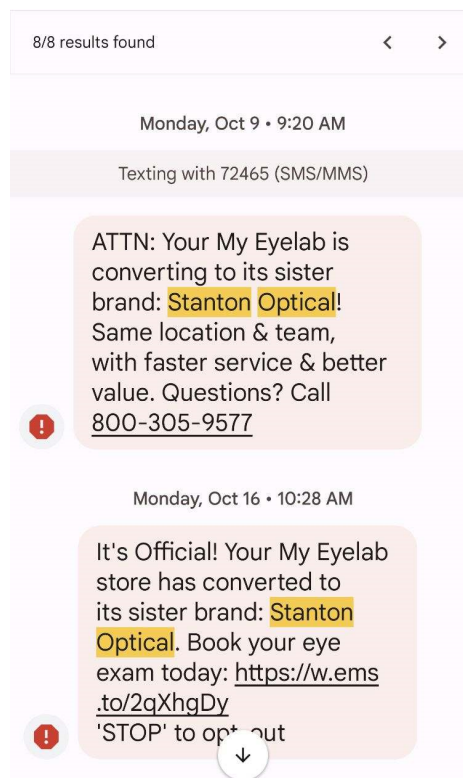 8/8 results found
Monday, Oct 9 • 9:20 AM
Texting with 72465 (SMS/MMS)
ATTN: Your My Eyelab is
converting to its sister
brand: Stanton Optical!
Same location & team,
with faster service & better
value. Questions? Call
800-305-9577
Monday, Oct 16 • 10:28 AM
It's Official! Your My Eyelab
store has converted to
its sister brand: Stanton
Optical. Book your eye
exam today: https://w.ems
.to/2qXhgDy
'STOP' to opt-out